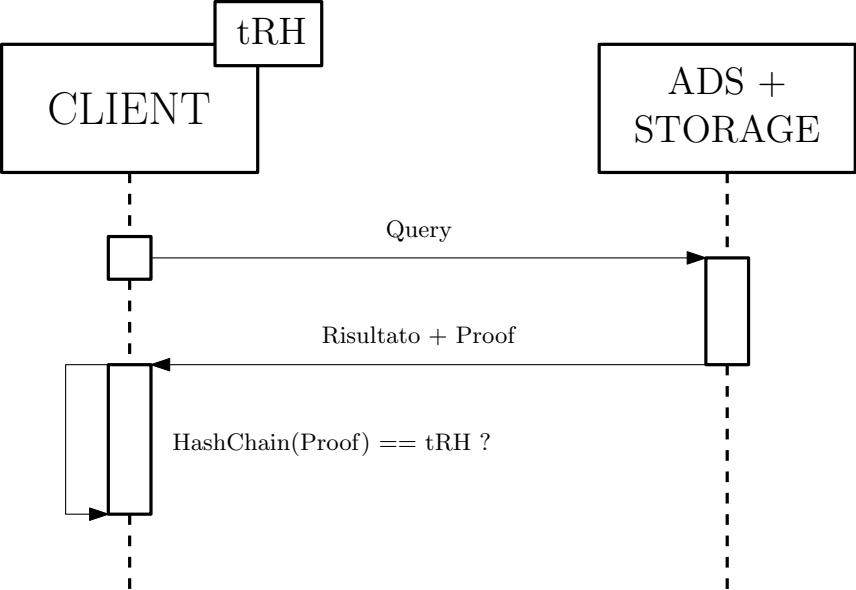 tRH
CLIENT
ADS +
STORAGE
Query
Risultato + Proof
HashChain(Proof) == tRH ?